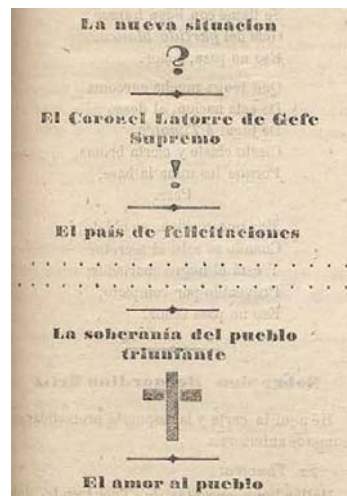 La nueva situacion
?
El Coronel Latorre de Gefe
Supremo
!
El país de felicitaciones
La soberanía del pueblo
triunfante
El amor al pueblo